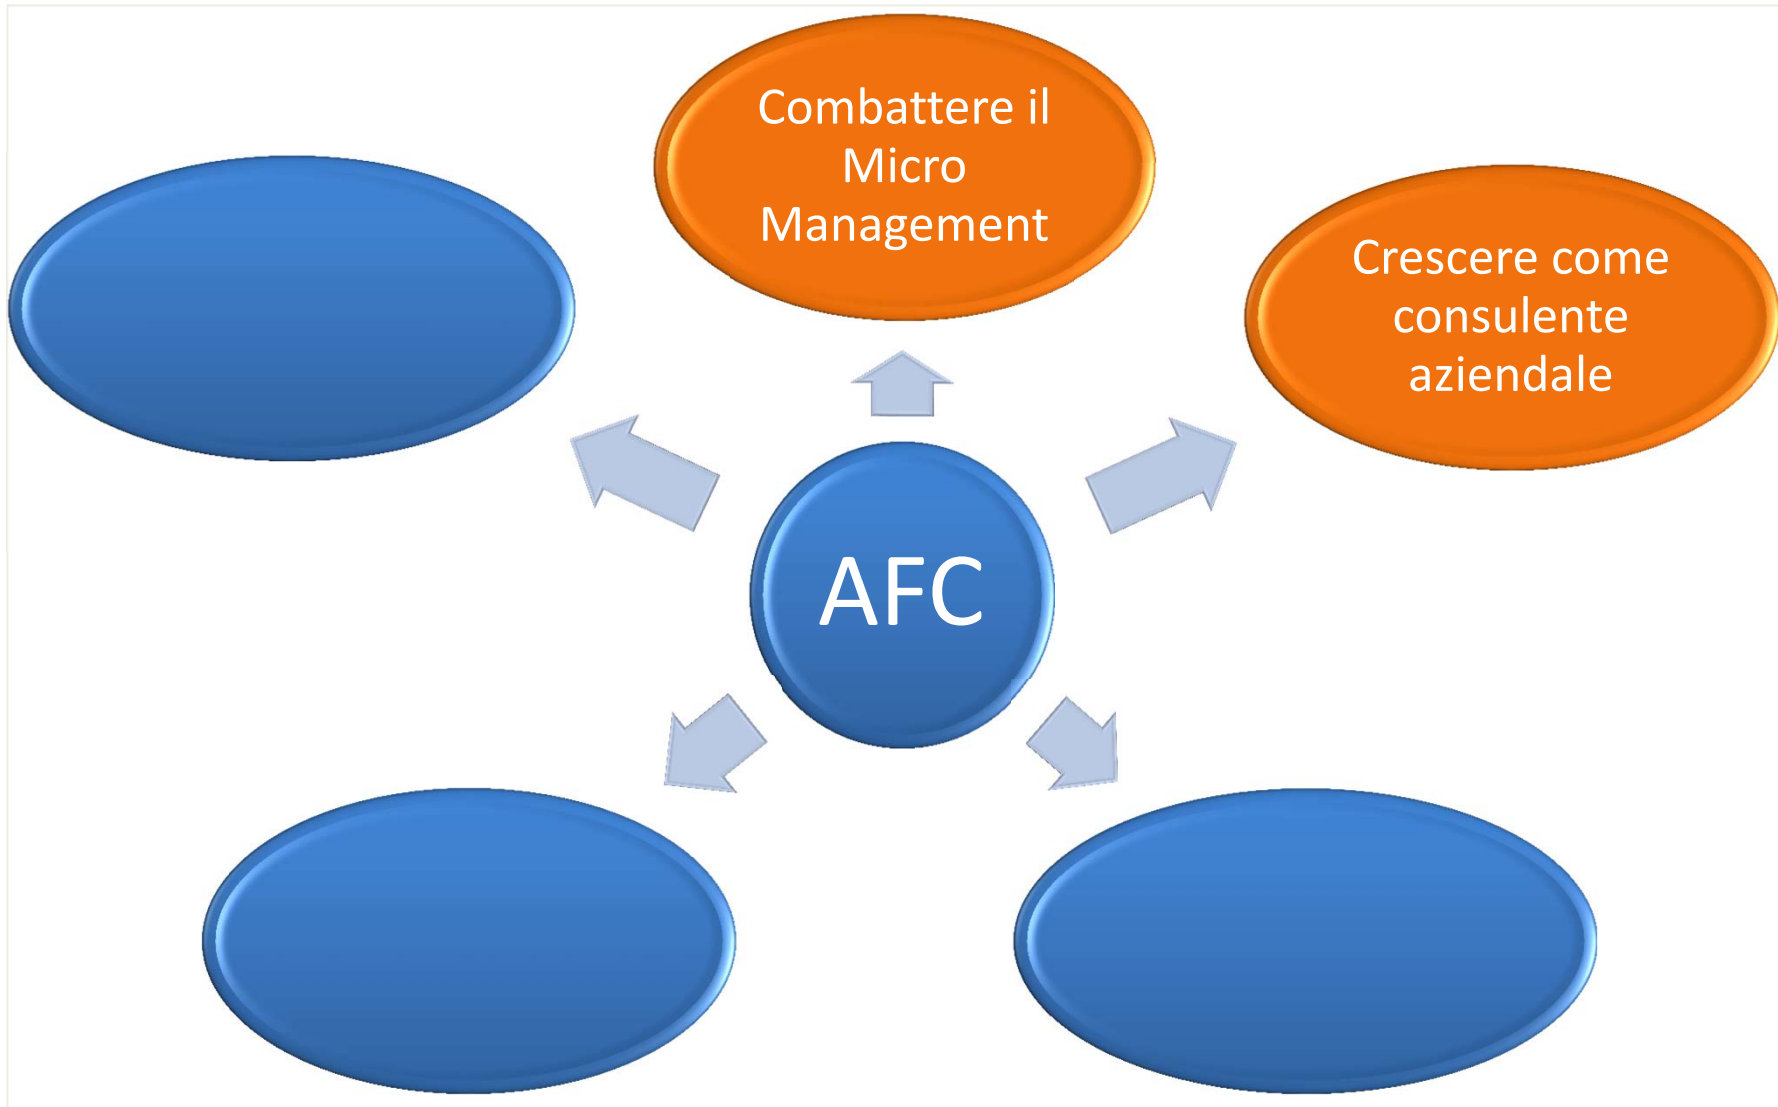 Combattere il
Micro
Management
Crescere come
consulente
aziendale
AFC